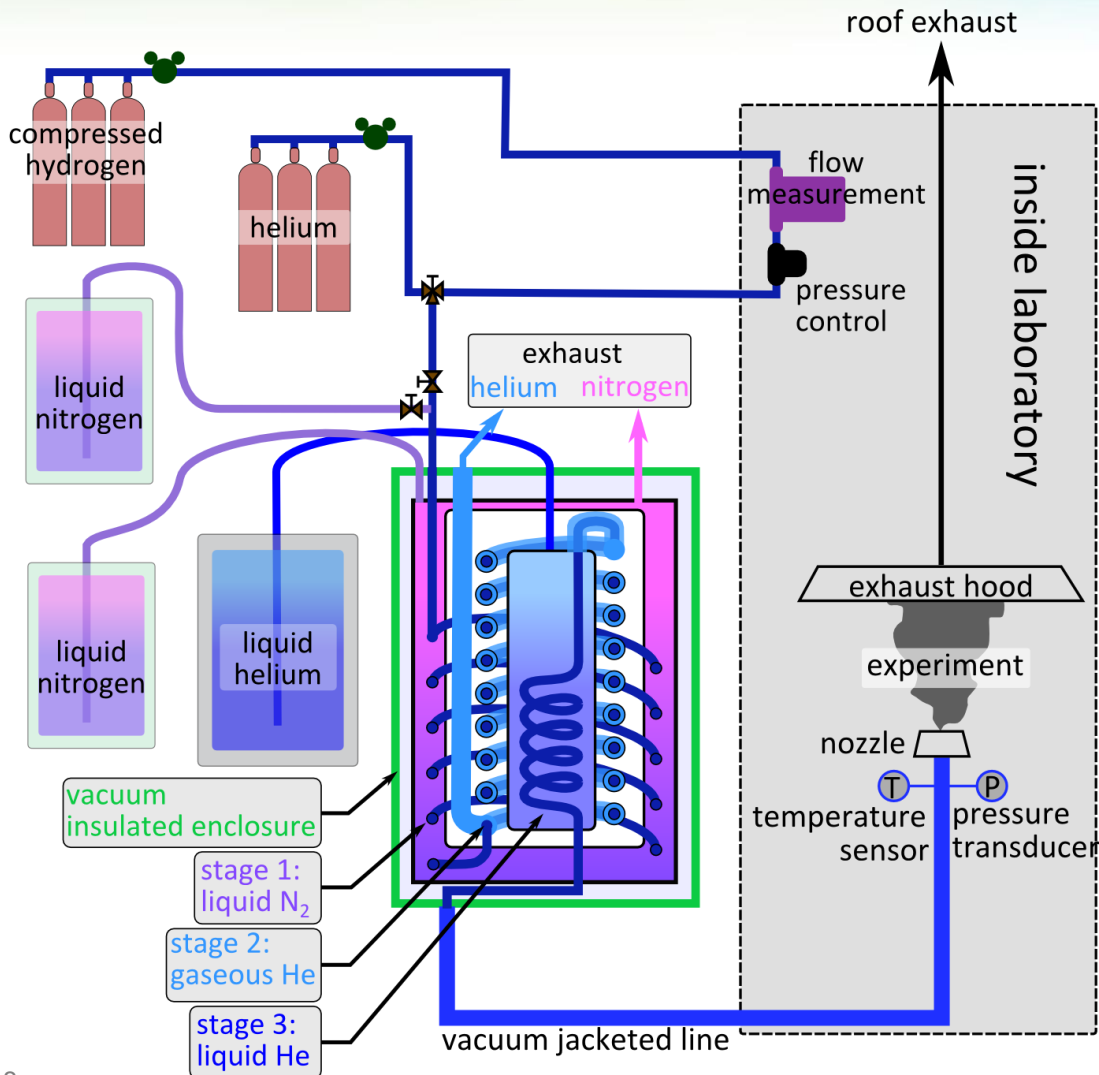 roof exhaust
compressed
hydrogen
helium
flow
measurement
pressure
control
inside laboratory
exhaust
helium nitrogen
liquid
nitrogen
liquid
nitrogen
liquid
helium
exhaust hood
experiment
nozzle
T
P
temperature
sensor
pressure
transducer
vacuum
insulated enclosure
stage 1:
liquid N₂
stage 2:
gaseous He
stage 3:
liquid He
vacuum jacketed line